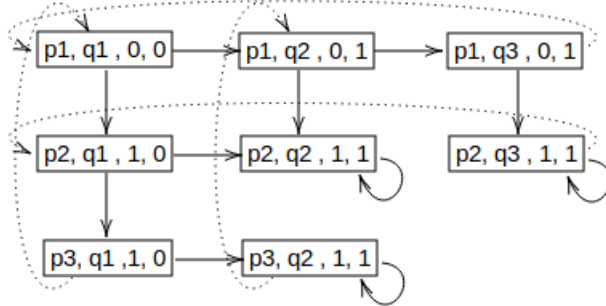 p1, q1 , 0, 0
p1, q2 , 0, 1
p1, q3 , 0, 1
p2, q1 , 1, 0
p2, q2 , 1, 1
p2, q3 , 1, 1
p3, q1 ,1, 0
p3, q2 , 1, 1